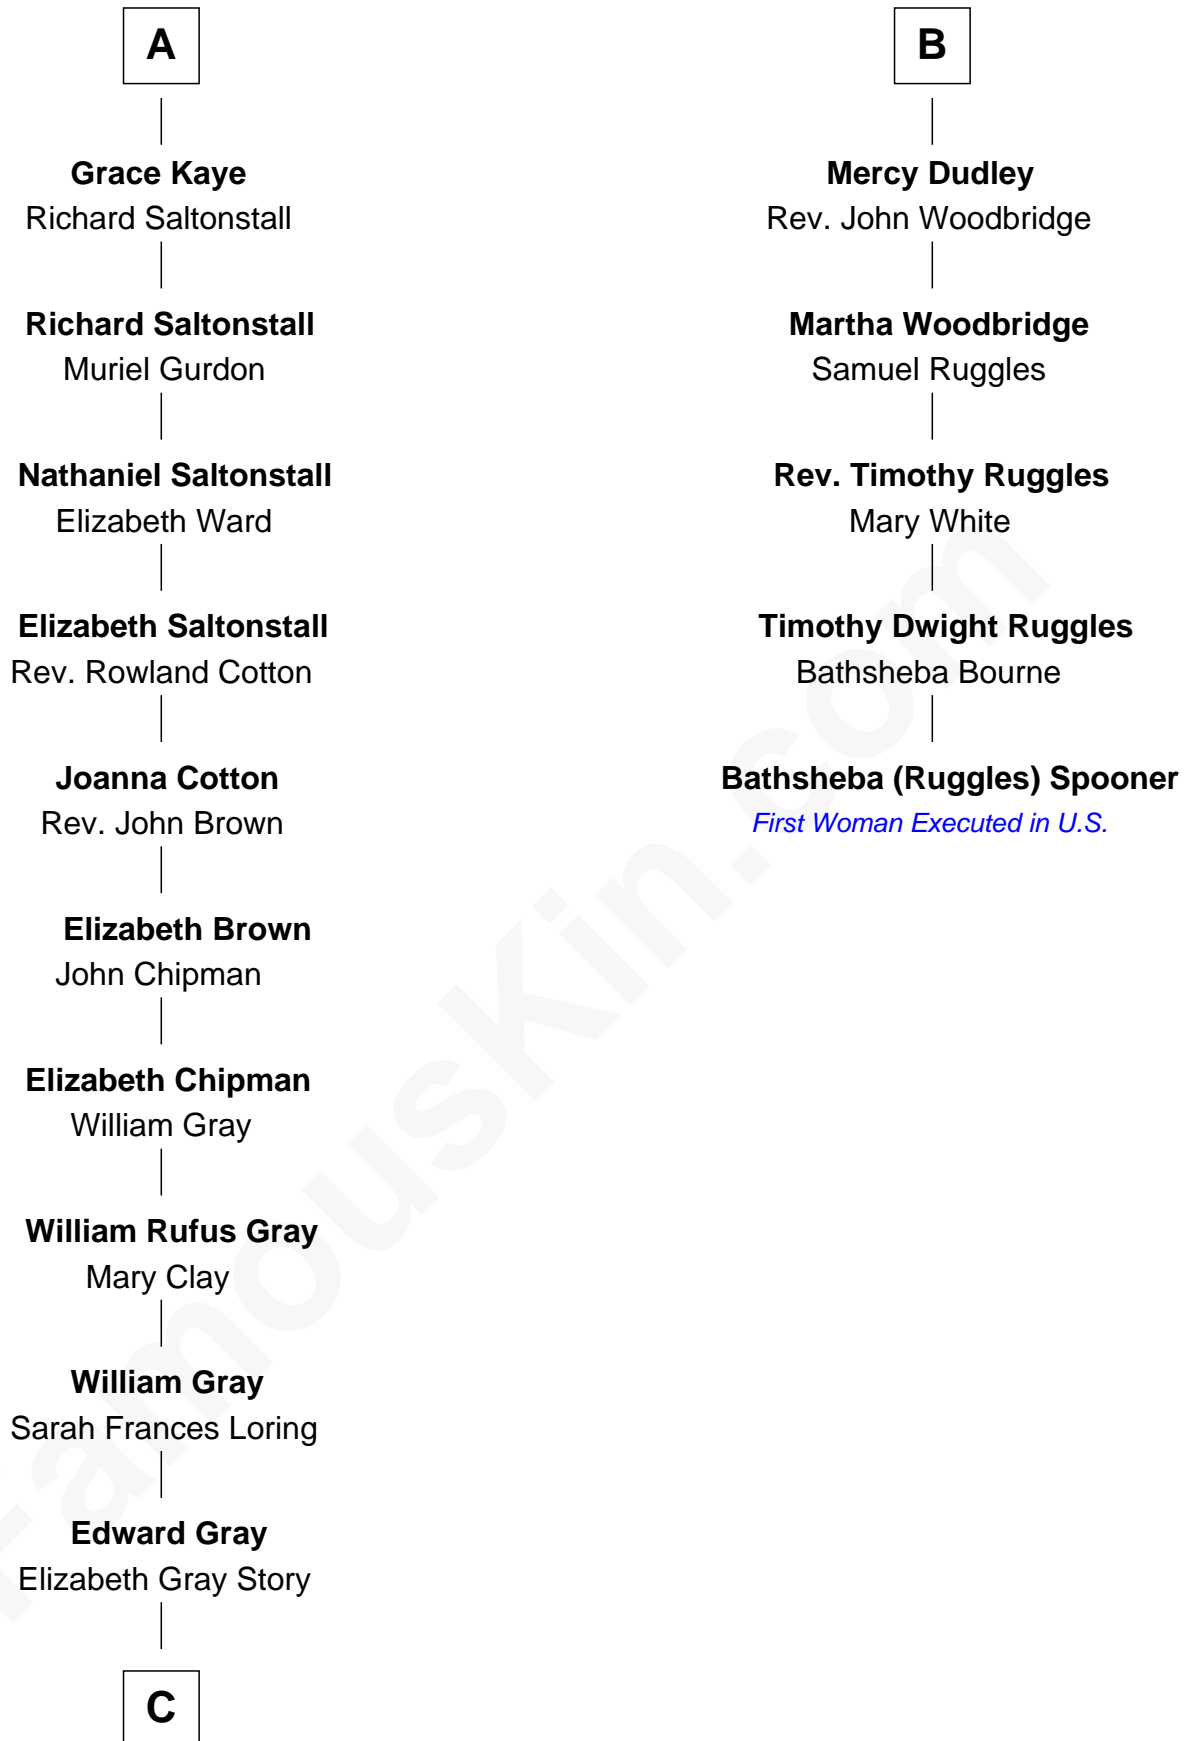 A
Grace Kaye
Richard Saltonstall
Richard Saltonstall
Muriel Gurdon
Nathaniel Saltonstall
Elizabeth Ward
Elizabeth Saltonstall
Rev. Rowland Cotton
Joanna Cotton
Rev. John Brown
Elizabeth Brown
John Chipman
Elizabeth Chipman
William Gray
William Rufus Gray
Mary Clay
William Gray
Sarah Frances Loring
Edward Gray
Elizabeth Gray Story
C
B
Mercy Dudley
Rev. John Woodbridge
Martha Woodbridge
Samuel Ruggles
Rev. Timothy Ruggles
Mary White
Timothy Dwight Ruggles
Bathsheba Bourne
Bathsheba (Ruggles) Spooner
First Woman Executed in U.S.
FamousKin.com